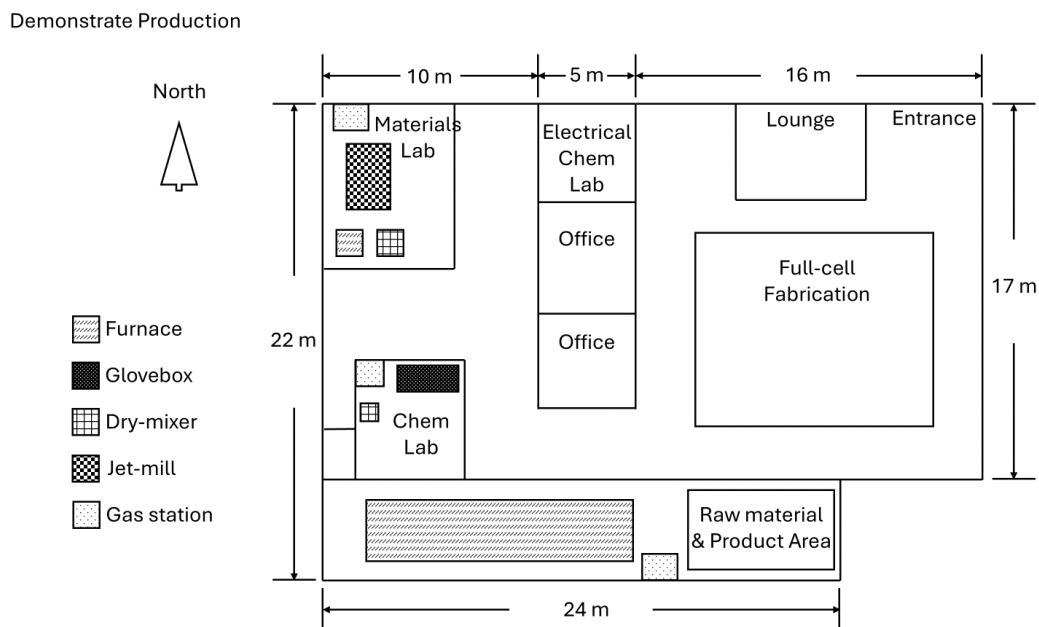 Demonstrate Production
10 m
5 m
16 m
North
Materials
Lab
Electrical
Chem
Lab
Lounge
Entrance
Office
Full-cell
Fabrication
17 m
22 m
Office
Furnace
Glovebox
Dry-mixer
Jet-mill
Gas station
Chem
Lab
Raw material
& Product Area
24 m